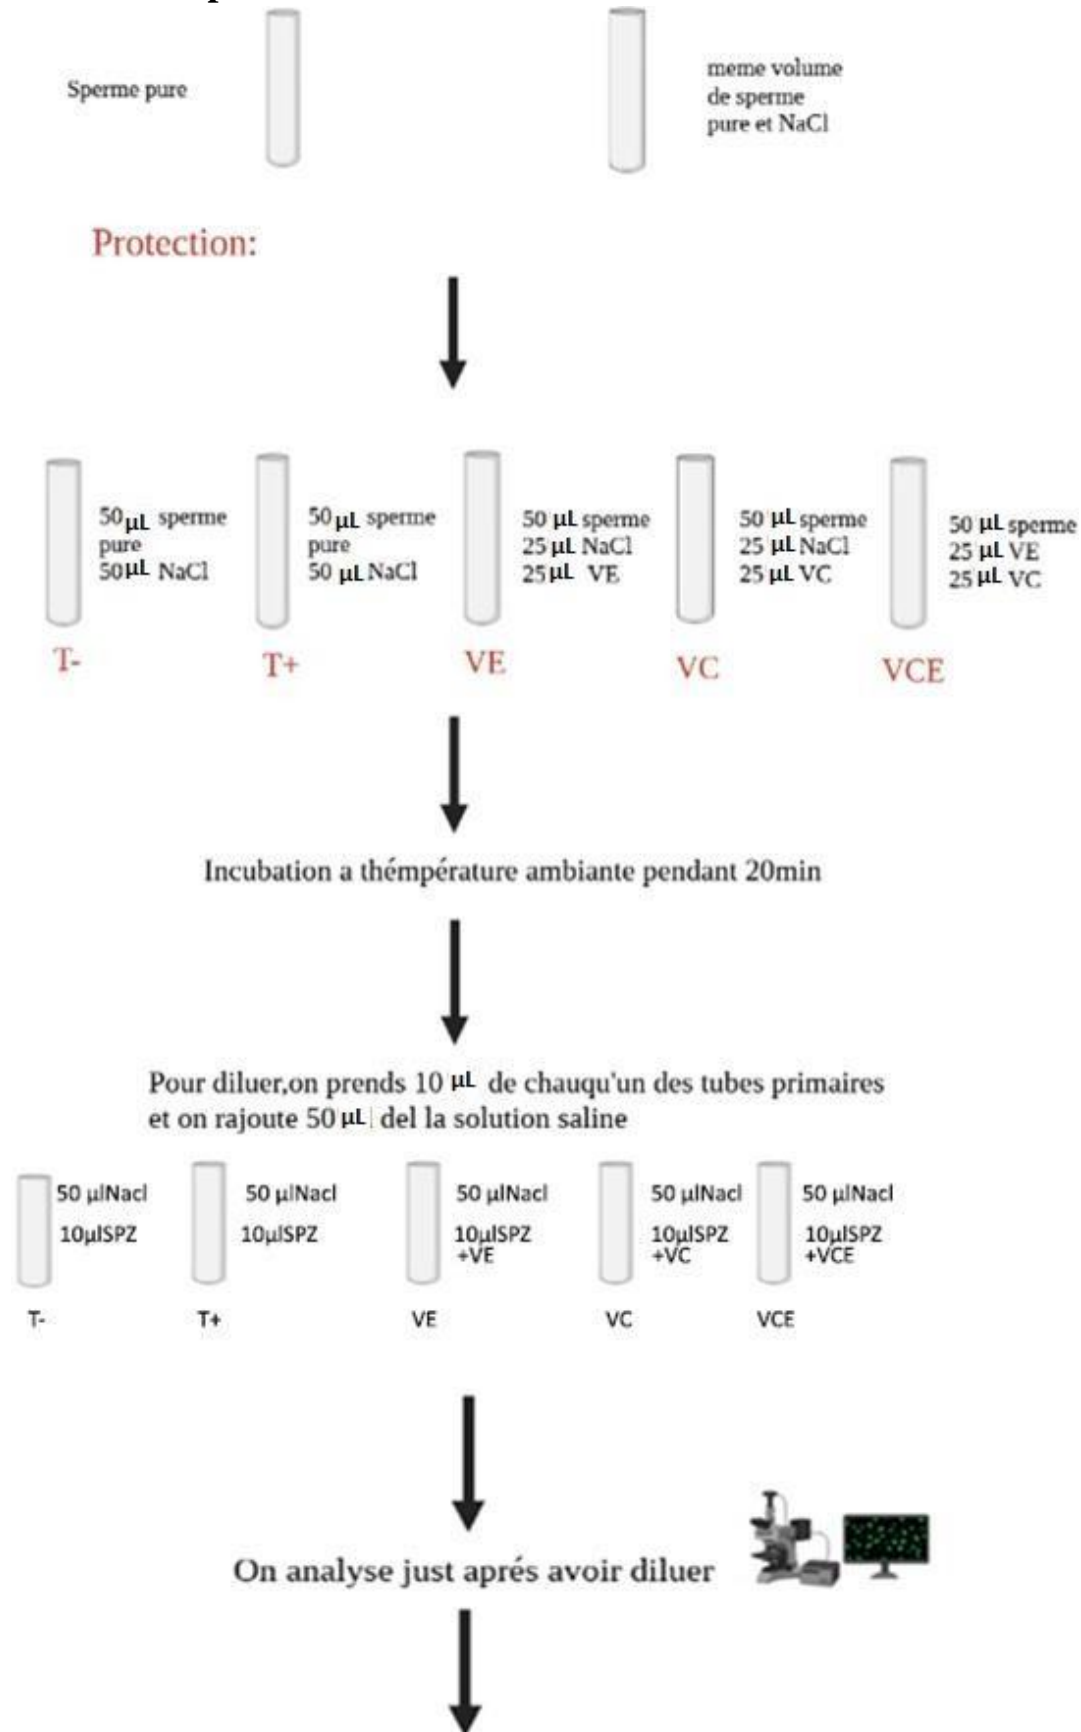 Sperme pure
meme volume
de sperme
pure et NaCl
Protection:
50 µL sperme
pure
50 µL NaCl
T-
50 µL sperme
pure
50 µL NaCl
T+
50 µL sperme
25 µL NaCl
25 µL VE
VE
50 µL sperme
25 µL NaCl
25 µL VC
VC
50 µL sperme
25 µL VE
25 µL VC
VCE
Incubation a thémpérature ambiante pendant 20min
Pour diluer,on prends 10 µL de chauqu'un des tubes primaires
et on rajoute 50 µL del la solution saline
50 µlNacl
10µlSPZ
T-
50 µlNacl
10µlSPZ
T+
50 µlNacl
10µlSPZ
+VE
VE
50 µlNacl
10µlSPZ
+VC
VC
50 µlNacl
10µlSPZ
+VCE
VCE
On analyse just aprés avoir diluer